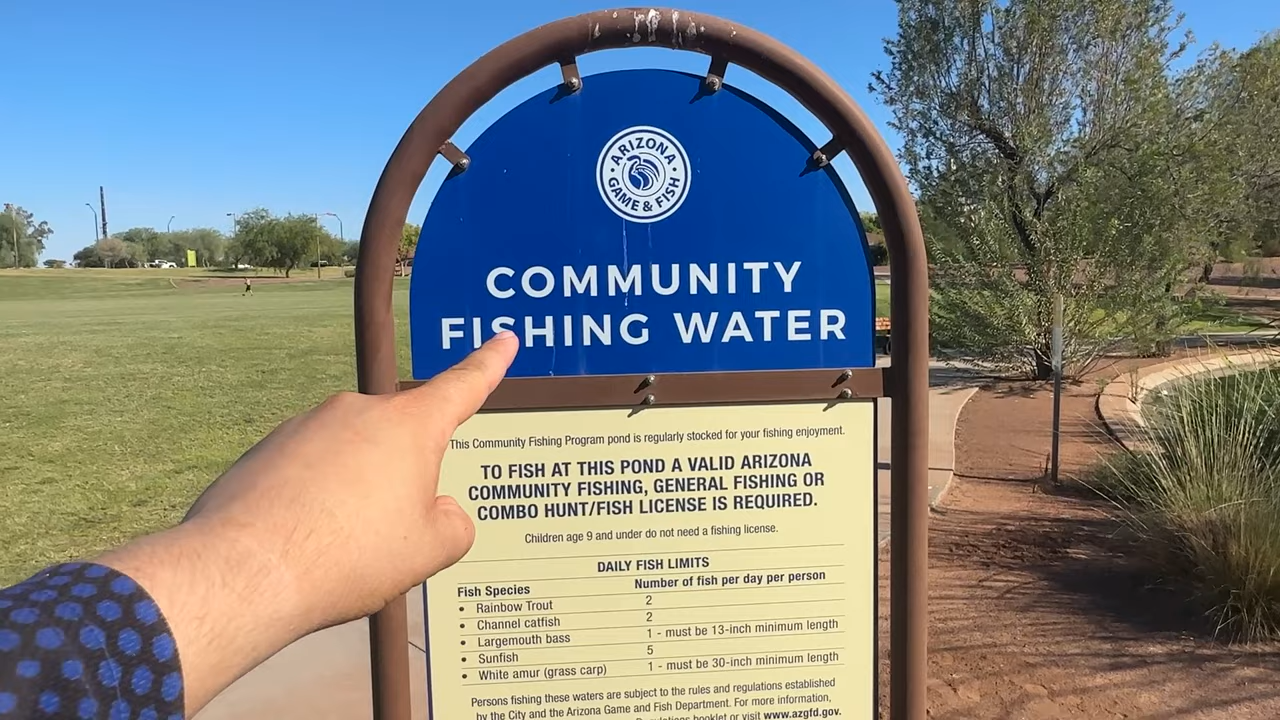 ARIZONA
GAME & FISH
COMMUNITY
FISHING WATER
This Community Fishing Program pond is regularly stocked for your fishing enjoyment.
TO FISH AT THIS POND A VALID ARIZONA
COMMUNITY FISHING, GENERAL FISHING OR
COMBO HUNT/FISH LICENSE IS REQUIRED.
Children age 9 and under do not need a fishing license.
DAILY FISH LIMITS
Fish Species Number of fish per day per person
• Rainbow Trout 2
• Channel catfish 2
• Largemouth bass 1 - must be 13-inch minimum length
• Sunfish 5
• White amur (grass carp) 1 - must be 30-inch minimum length
Persons fishing these waters are subject to the rules and regulations established
by the City and the Arizona Game and Fish Department. For more information,
booklet or visit www.azgfd.gov.